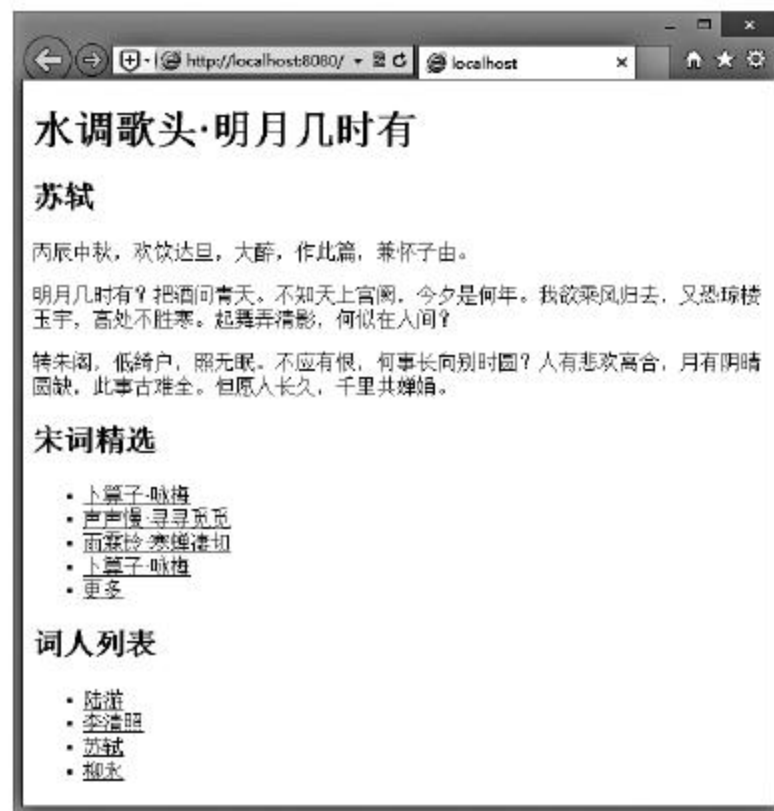 http://localhost:8080/
localhost
水调歌头·明月几时有
苏轼
丙辰中秋，欢饮达旦，大醉，作此篇，兼怀子由。
明月几时有？把酒问青天。不知天上宫阙，今夕是何年。我欲乘风归去，又恐琼楼
玉宇，高处不胜寒。起舞弄清影，何似在人间？
转朱阁，低绮户，照无眠。不应有恨，何事长向别时圆？人有悲欢离合，月有阴晴
圆缺，此事古难全。但愿人长久，千里共婵娟。
宋词精选
• 卜算子·咏梅
• 声声慢·寻寻觅觅
• 雨霖铃·寒蝉凄切
• 卜算子·咏梅
• 更多
词人列表
• 陆游
• 李清照
• 苏轼
• 柳永